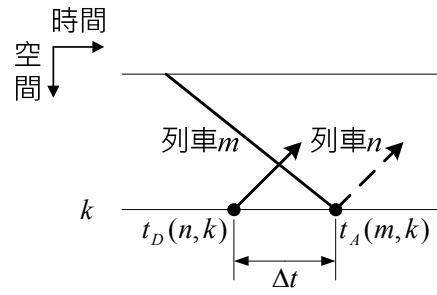 時間
空間
列車m
列車n
k
t_D(n,k)
t_A(m,k)
Δt